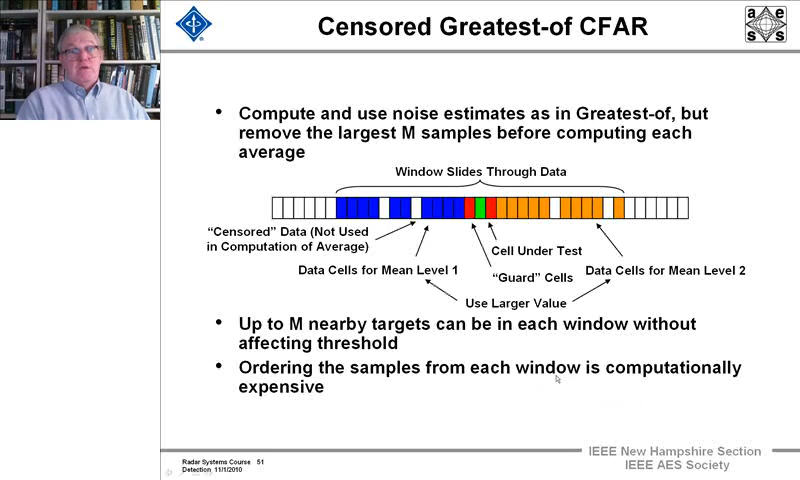 Censored Greatest-of CFAR
a e
s s
• Compute and use noise estimates as in Greatest-of, but
remove the largest M samples before computing each
average
Window Slides Through Data
“Censored” Data (Not Used
in Computation of Average)
Cell Under Test
Data Cells for Mean Level 1
“Guard” Cells
Data Cells for Mean Level 2
Use Larger Value
• Up to M nearby targets can be in each window without
affecting threshold
• Ordering the samples from each window is computationally
expensive
Radar Systems Course 51
Detection 11/1/2010
IEEE New Hampshire Section
IEEE AES Society